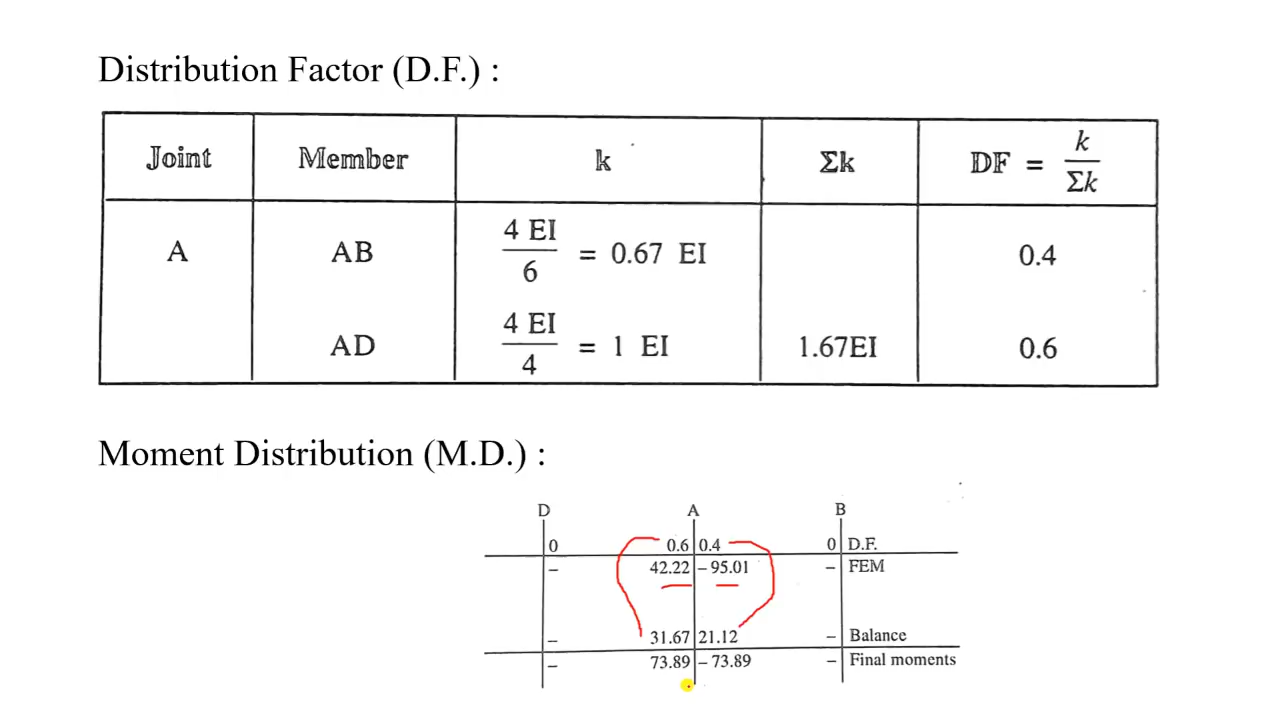 Distribution Factor (D.F.) :
Joint Member k Σk DF = k / Σk
A AB 4 EI / 6 = 0.67 EI 0.4
AD 4 EI / 4 = 1 EI 1.67EI 0.6
Moment Distribution (M.D.) :
D A B
0 0.6 0.4 0 D.F.
– 42.22 – 95.01 – FEM
– 31.67 21.12 – Balance
– 73.89 – 73.89 – Final moments